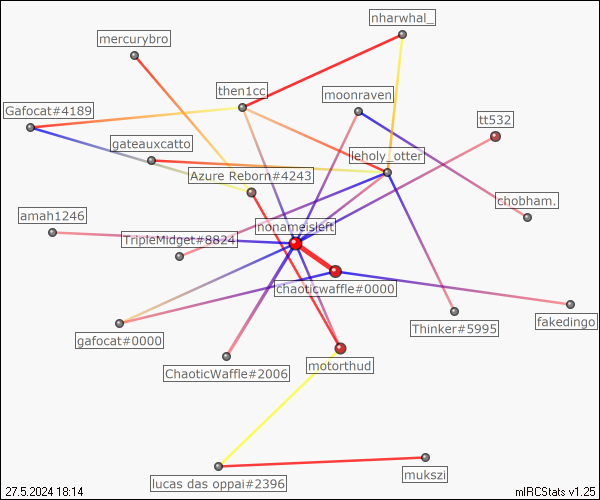 nharwhal_
mercurybro
then1cc
moonraven
Gafocat#4189
tt532
gateauxcatto
leholy_otter
Azure Reborn#4243
chobham.
amah1246
nonameisleft
TripleMidget#8824
chaoticwaffle#0000
fakedingo
Thinker#5995
gafocat#0000
motorthud
ChaoticWaffle#2006
mukszi
lucas das oppai#2396
27.5.2024 18:14
mIRCStats v1.25